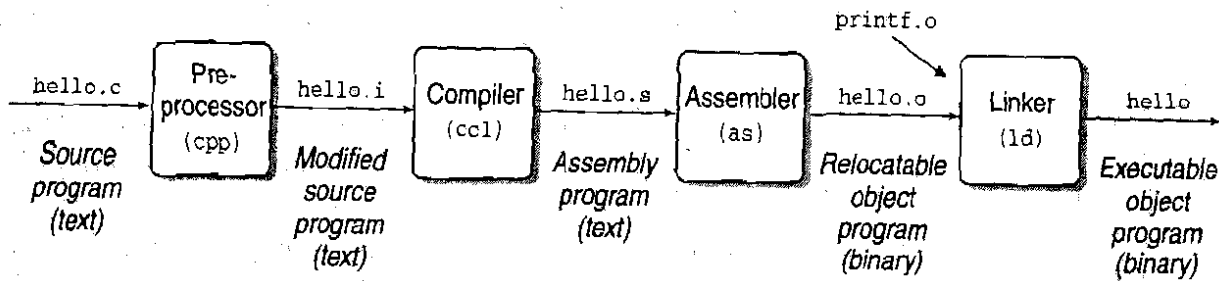 printf.o
hello.c
Pre-
processor
(cpp)
hello.i
Compiler
(cc1)
hello.s
Assembler
(as)
hello.o
Linker
(ld)
hello
Source
program
(text)
Modified
source
program
(text)
Assembly
program
(text)
Relocatable
object
program
(binary)
Executable
object
program
(binary)